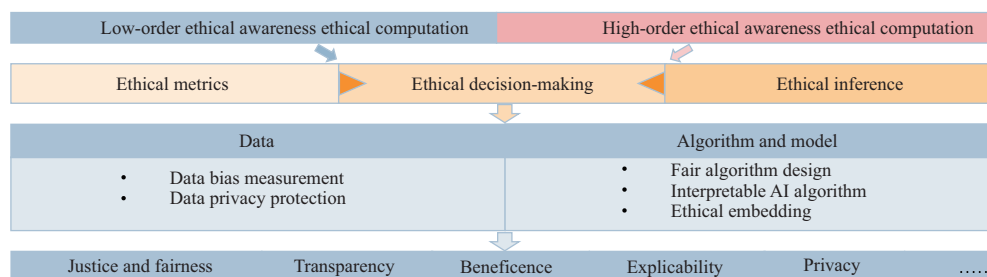 Low-order ethical awareness ethical computation
High-order ethical awareness ethical computation
Ethical metrics
Ethical decision-making
Ethical inference
Data
Algorithm and model
• Data bias measurement
• Data privacy protection
• Fair algorithm design
• Interpretable AI algorithm
• Ethical embedding
Justice and fairness
Transparency
Beneficence
Explicability
Privacy
.....